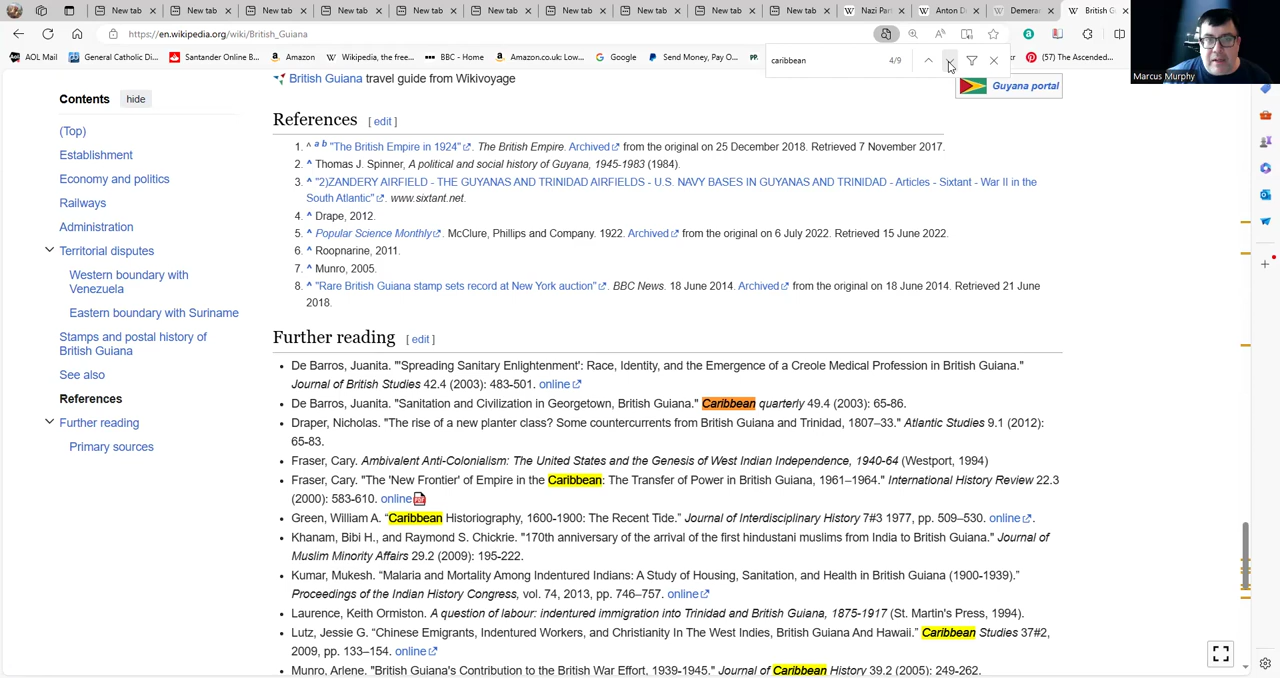 New tab
New tab
New tab
New tab
New tab
New tab
New tab
New tab
New tab
New tab
Nazi Par
Anton D
Demera
British G
https://en.wikipedia.org/wiki/British_Guiana
AOL Mail
General Catholic Di...
Santander Online B...
Amazon
Wikipedia, the free...
BBC - Home
Amazon.co.uk: Low...
Google
Send Money, Pay O...
(57) The Ascended...
caribbean 4/9
Marcus Murphy
British Guiana travel guide from Wikivoyage
Guyana portal
Contents hide
(Top)
Establishment
Economy and politics
Railways
Administration
Territorial disputes
Western boundary with
Venezuela
Eastern boundary with Suriname
Stamps and postal history of
British Guiana
See also
References
Further reading
Primary sources
References [ edit ]
1. ^ a b "The British Empire in 1924". The British Empire. Archived from the original on 25 December 2018. Retrieved 7 November 2017.
2. ^ Thomas J. Spinner, A political and social history of Guyana, 1945-1983 (1984).
3. ^ "2)ZANDERY AIRFIELD - THE GUYANAS AND TRINIDAD AIRFIELDS - U.S. NAVY BASES IN GUYANAS AND TRINIDAD - Articles - Sixtant - War II in the
South Atlantic". www.sixtant.net.
4. ^ Drape, 2012.
5. ^ Popular Science Monthly. McClure, Phillips and Company. 1922. Archived from the original on 6 July 2022. Retrieved 15 June 2022.
6. ^ Roopnarine, 2011.
7. ^ Munro, 2005.
8. ^ "Rare British Guiana stamp sets record at New York auction". BBC News. 18 June 2014. Archived from the original on 18 June 2014. Retrieved 21 June
2018.
Further reading [ edit ]
• De Barros, Juanita. "'Spreading Sanitary Enlightenment': Race, Identity, and the Emergence of a Creole Medical Profession in British Guiana."
Journal of British Studies 42.4 (2003): 483-501. online
• De Barros, Juanita. "Sanitation and Civilization in Georgetown, British Guiana." Caribbean quarterly 49.4 (2003): 65-86.
• Draper, Nicholas. "The rise of a new planter class? Some countercurrents from British Guiana and Trinidad, 1807–33." Atlantic Studies 9.1 (2012):
65-83.
• Fraser, Cary. Ambivalent Anti-Colonialism: The United States and the Genesis of West Indian Independence, 1940-64 (Westport, 1994)
• Fraser, Cary. "The 'New Frontier' of Empire in the Caribbean: The Transfer of Power in British Guiana, 1961–1964." International History Review 22.3
(2000): 583-610. online
• Green, William A. “Caribbean Historiography, 1600-1900: The Recent Tide.” Journal of Interdisciplinary History 7#3 1977, pp. 509–530. online.
• Khanam, Bibi H., and Raymond S. Chickrie. "170th anniversary of the arrival of the first hindustani muslims from India to British Guiana." Journal of
Muslim Minority Affairs 29.2 (2009): 195-222.
• Kumar, Mukesh. “Malaria and Mortality Among Indentured Indians: A Study of Housing, Sanitation, and Health in British Guiana (1900-1939).”
Proceedings of the Indian History Congress, vol. 74, 2013, pp. 746–757. online
• Laurence, Keith Ormiston. A question of labour: indentured immigration into Trinidad and British Guiana, 1875-1917 (St. Martin's Press, 1994).
• Lutz, Jessie G. “Chinese Emigrants, Indentured Workers, and Christianity In The West Indies, British Guiana And Hawaii.” Caribbean Studies 37#2,
2009, pp. 133–154. online
• Munro, Arlene. "British Guiana's Contribution to the British War Effort, 1939-1945." Journal of Caribbean History 39.2 (2005): 249-262.